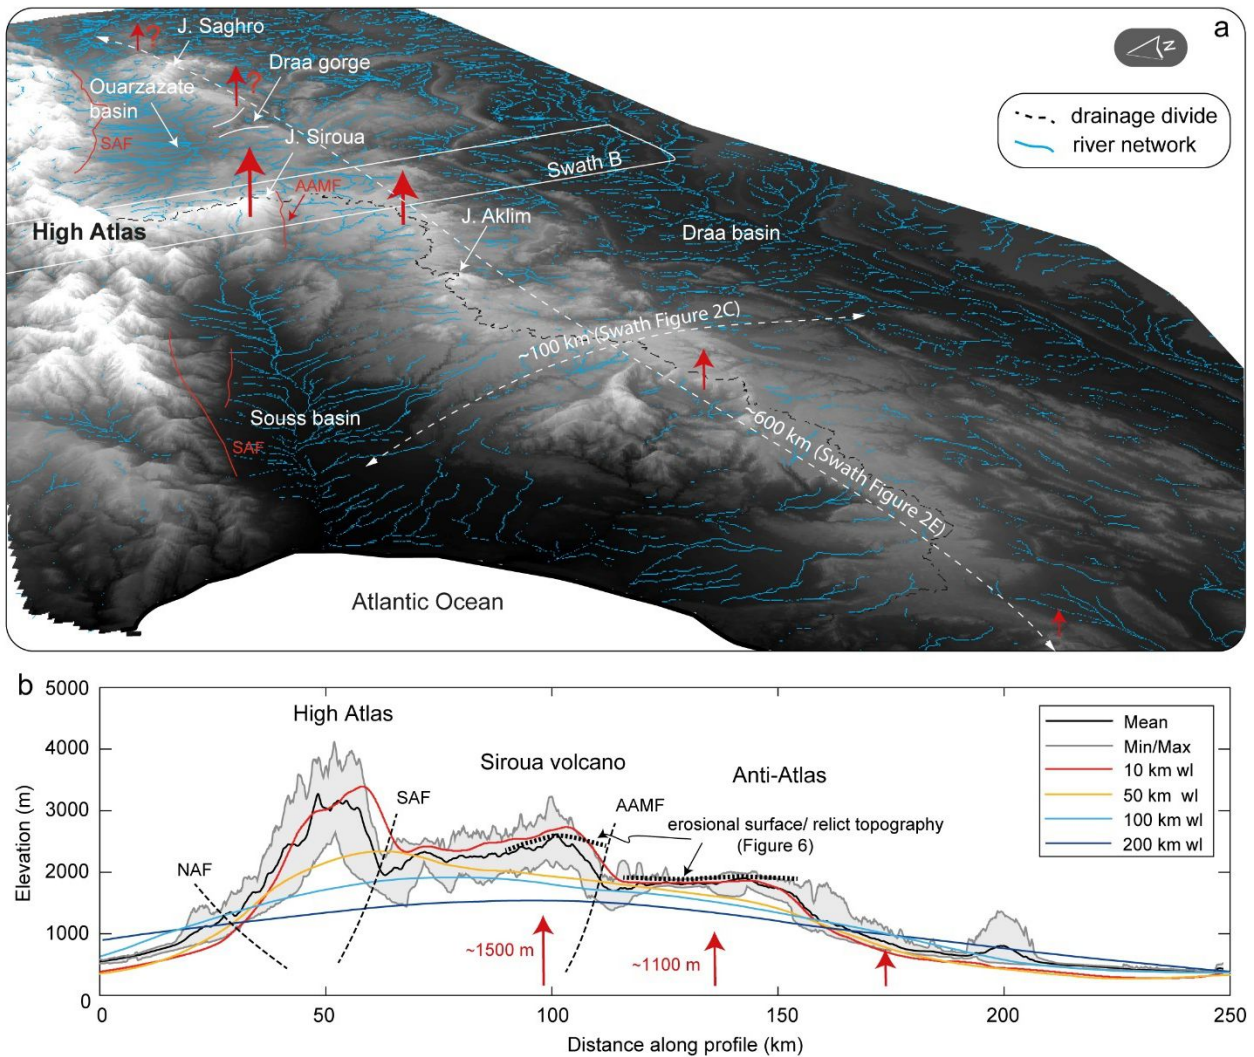 a
N
J. Saghro
?
Draa gorge
Ouarzazate
basin
?
SAF
J. Siroua
drainage divide
river network
Swath B
AAMF
High Atlas
J. Aklim
Draa basin
~100 km (Swath Figure 2C)
Souss basin
SAF
~600 km (Swath Figure 2E)
Atlantic Ocean
b
5000
4000
3000
2000
1000
0
Elevation (m)
High Atlas
Siroua volcano
Anti-Atlas
NAF
SAF
AAMF
erosional surface/ relict topography
(Figure 6)
Mean
Min/Max
10 km wl
50 km wl
100 km wl
200 km wl
~1500 m
~1100 m
0
50
100
150
200
250
Distance along profile (km)